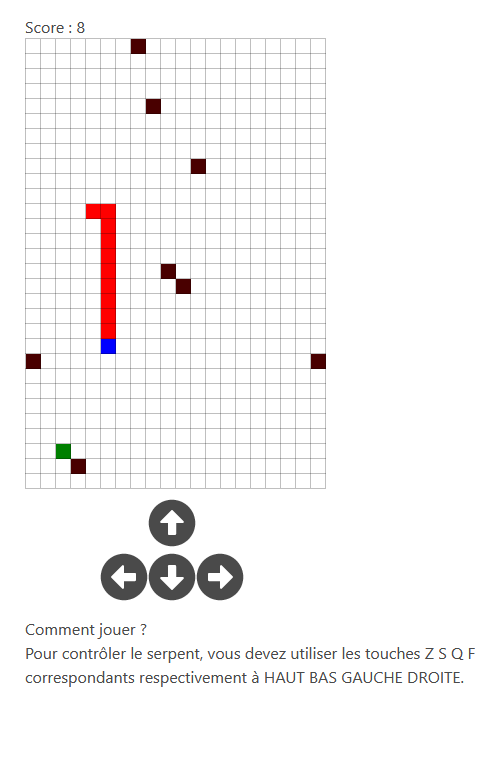 Score : 8
Comment jouer ?
Pour contrôler le serpent, vous devez utiliser les touches Z S Q F
correspondants respectivement à HAUT BAS GAUCHE DROITE.